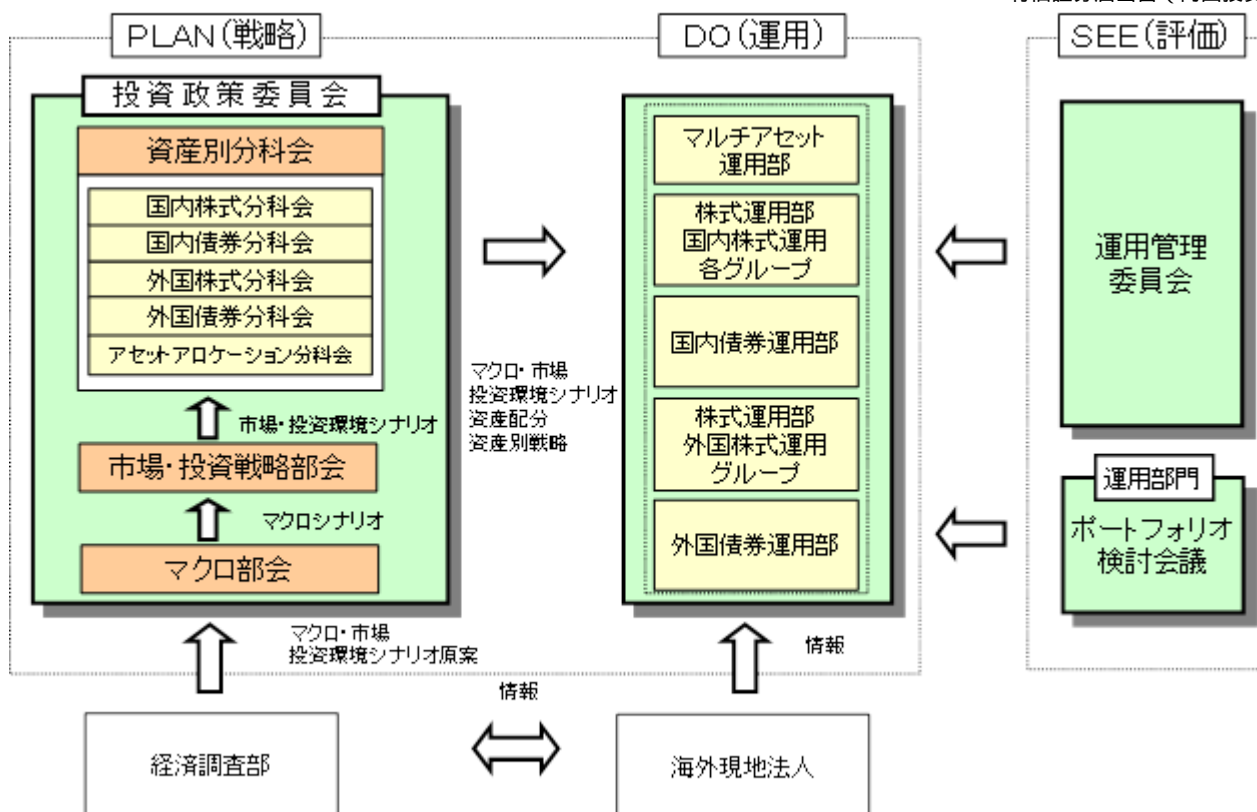 PLAN(戦略)
投資政策委員会
資産別分科会
国内株式分科会
国内債券分科会
外国株式分科会
外国債券分科会
アセットアロケーション分科会
市場・投資環境シナリオ
市場・投資戦略部会
マクロシナリオ
マクロ部会
マクロ・市場
投資環境シナリオ
資産配分
資産別戦略
DO(運用)
マルチアセット
運用部
株式運用部
国内株式運用
各グループ
国内債券運用部
株式運用部
外国株式運用
グループ
外国債券運用部
SEE(評価)
運用管理
委員会
運用部門
ポートフォリオ
検討会議
マクロ・市場
投資環境シナリオ原案
情報
情報
経済調査部
海外現地法人